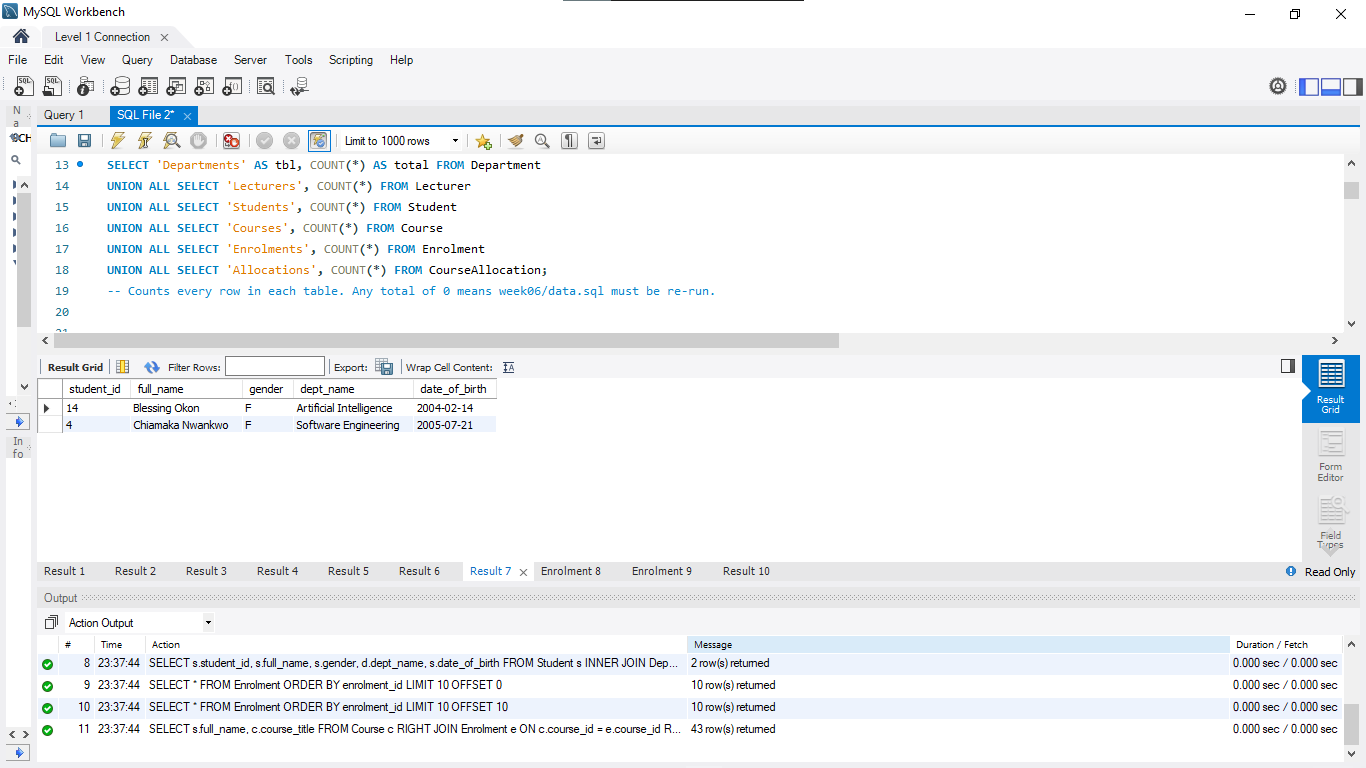 MySQL Workbench
Level 1 Connection
File Edit View Query Database Server Tools Scripting Help
N
a
Query 1 SQL File 2*
Limit to 1000 rows
13 SELECT 'Departments' AS tbl, COUNT(*) AS total FROM Department
14 UNION ALL SELECT 'Lecturers', COUNT(*) FROM Lecturer
15 UNION ALL SELECT 'Students', COUNT(*) FROM Student
16 UNION ALL SELECT 'Courses', COUNT(*) FROM Course
17 UNION ALL SELECT 'Enrolments', COUNT(*) FROM Enrolment
18 UNION ALL SELECT 'Allocations', COUNT(*) FROM CourseAllocation;
19 -- Counts every row in each table. Any total of 0 means week06/data.sql must be re-run.
20
21
Result Grid Filter Rows: Export: Wrap Cell Content:
student_id full_name gender dept_name date_of_birth
14 Blessing Okon F Artificial Intelligence 2004-02-14
4 Chiamaka Nwankwo F Software Engineering 2005-07-21
Result
Grid
Form
Editor
Field
Types
In
fo
Result 1 Result 2 Result 3 Result 4 Result 5 Result 6 Result 7 Enrolment 8 Enrolment 9 Result 10 Read Only
Output
Action Output
# Time Action Message Duration / Fetch
8 23:37:44 SELECT s.student_id, s.full_name, s.gender, d.dept_name, s.date_of_birth FROM Student s INNER JOIN Dep... 2 row(s) returned 0.000 sec / 0.000 sec
9 23:37:44 SELECT * FROM Enrolment ORDER BY enrolment_id LIMIT 10 OFFSET 0 10 row(s) returned 0.000 sec / 0.000 sec
10 23:37:44 SELECT * FROM Enrolment ORDER BY enrolment_id LIMIT 10 OFFSET 10 10 row(s) returned 0.000 sec / 0.000 sec
11 23:37:44 SELECT s.full_name, c.course_title FROM Course c RIGHT JOIN Enrolment e ON c.course_id = e.course_id R... 43 row(s) returned 0.000 sec / 0.000 sec